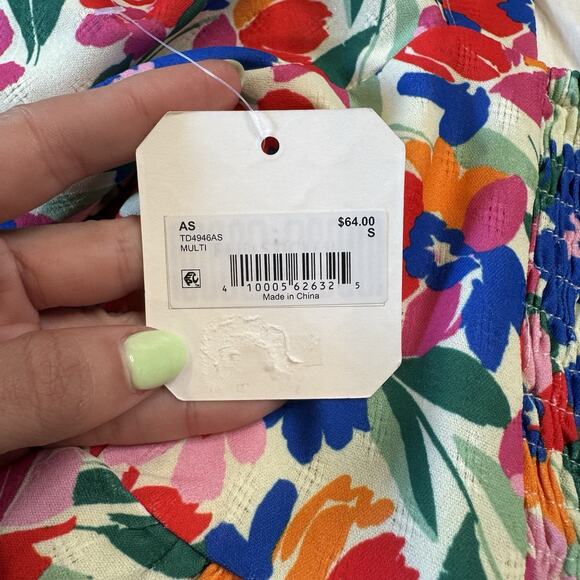 AS $64.00
TD4946AS S
MULTI
4 10005 62632 5
Made in China